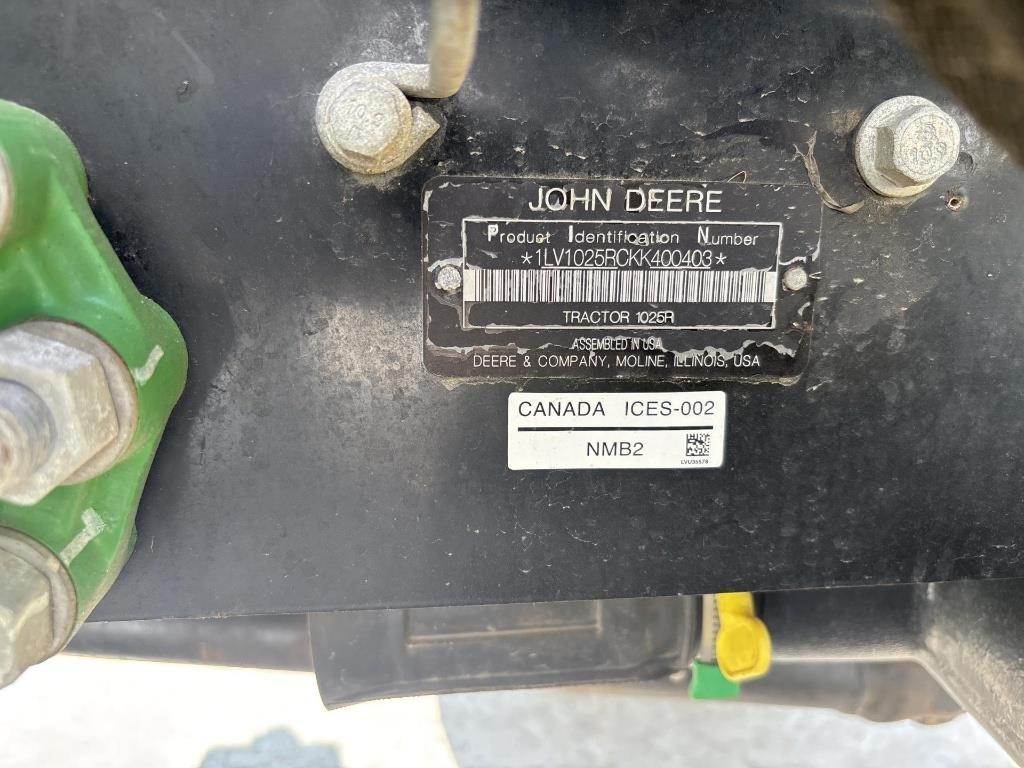 JOHN DEERE
Product Identification Number
*1LV1025RCKK400403*
TRACTOR 1025R
ASSEMBLED IN USA
DEERE & COMPANY, MOLINE, ILLINOIS, USA
CANADA ICES-002
NMB2
LVU35578